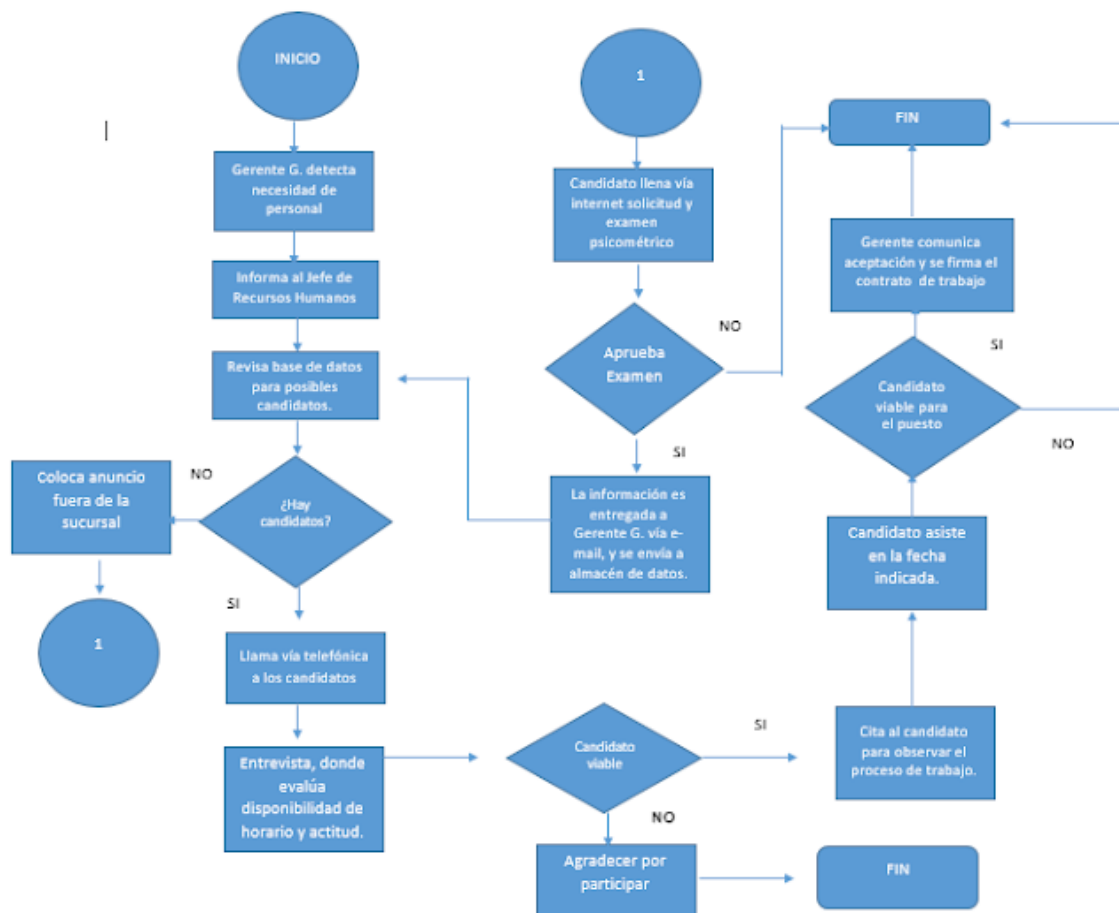 INICIO
Gerente G. detecta
necesidad de
personal
Informa al Jefe de
Recursos Humanos
Revisa base de datos
para posibles
candidatos.
¿Hay
candidatos?
NO
Coloca anuncio
fuera de la
sucursal
1
SI
Llama vía telefónica
a los candidatos
Entrevista, donde
evalúa
disponibilidad de
horario y actitud.
1
Candidato llena vía
internet solicitud y
examen
psicométrico
Aprueba
Examen
NO
SI
La información es
entregada a
Gerente G. vía e-
mail, y se envía a
almacén de datos.
Candidato
viable
SI
NO
Agradecer por
participar
FIN
Cita al candidato
para observar el
proceso de trabajo.
Candidato asiste
en la fecha
indicada.
Candidato
viable para
el puesto
NO
SI
Gerente comunica
aceptación y se firma el
contrato de trabajo
FIN